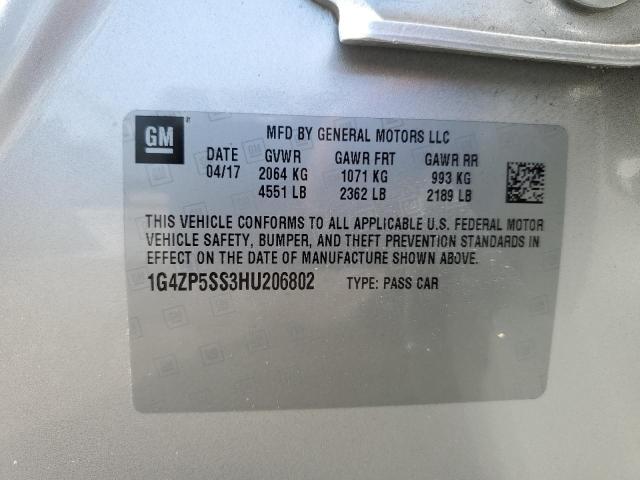 GM MFD BY GENERAL MOTORS LLC
DATE GVWR GAWR FRT GAWR RR
04/17 2064 KG 1071 KG 993 KG
4551 LB 2362 LB 2189 LB
THIS VEHICLE CONFORMS TO ALL APPLICABLE U.S. FEDERAL MOTOR
VEHICLE SAFETY, BUMPER, AND THEFT PREVENTION STANDARDS IN
EFFECT ON THE DATE OF MANUFACTURE SHOWN ABOVE.
1G4ZP5SS3HU206802 TYPE: PASS CAR